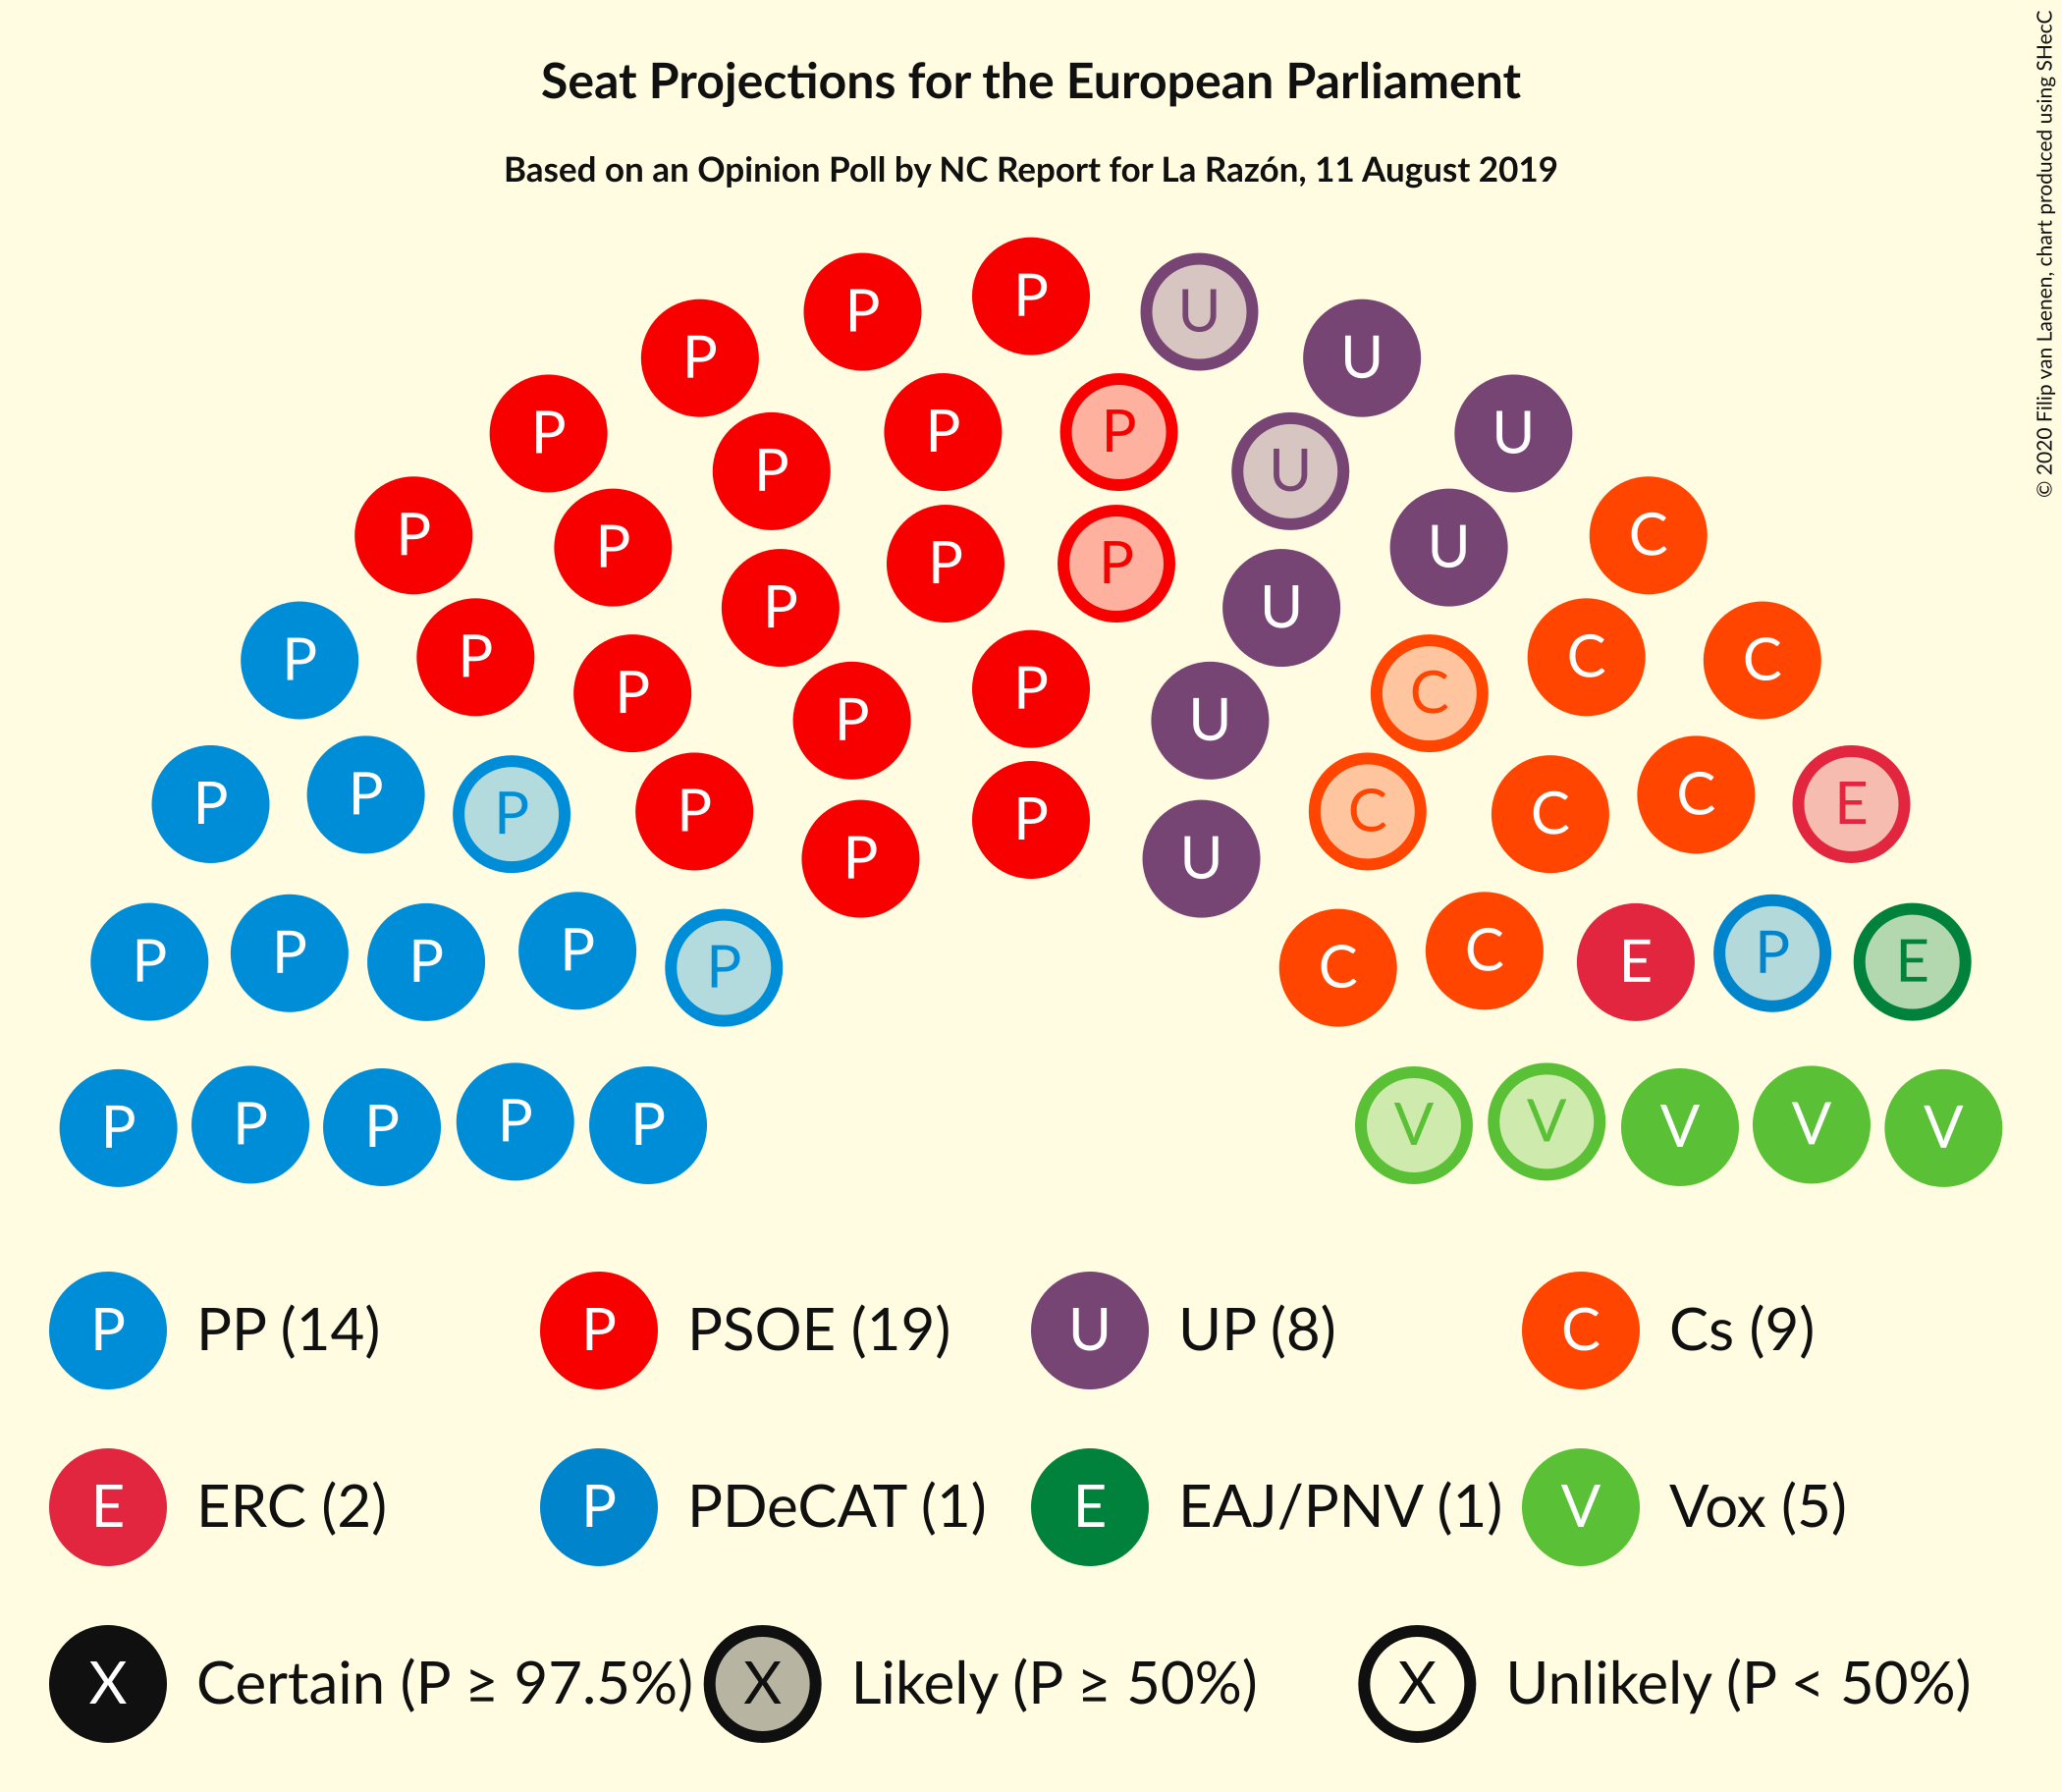 Seat Projections for the European Parliament
Based on an Opinion Poll by NC Report for La Razón, 11 August 2019
© 2020 Filip van Laenen, chart produced using SHecC
P
P P
P U
P U
P P
P U
P U
P P
P P
P U
P C
P U
P P
P C
P P
P C
P U
P P P C
P E
P P
P C
P C
P U
P P P P P
C C E P E
P P P P P
V V V V V
P PP (14) P PSOE (19) U UP (8) C Cs (9)
E ERC (2) P PDeCAT (1) E EAJ/PNV (1) V Vox (5)
X Certain (P ≥ 97.5%) X Likely (P ≥ 50%) X Unlikely (P < 50%)